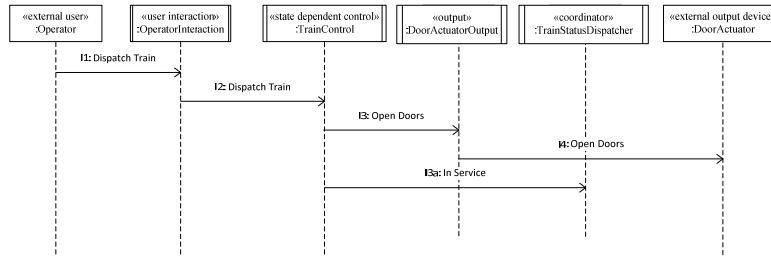 «external user»
:Operator
«user interaction»
:OperatorInteraction
«state dependent control»
:TrainControl
«output»
:DoorActuatorOutput
«coordinator»
:TrainStatusDispatcher
«external output device
:DoorActuator
I1: Dispatch Train
I2: Dispatch Train
I3: Open Doors
I4: Open Doors
I3a: In Service